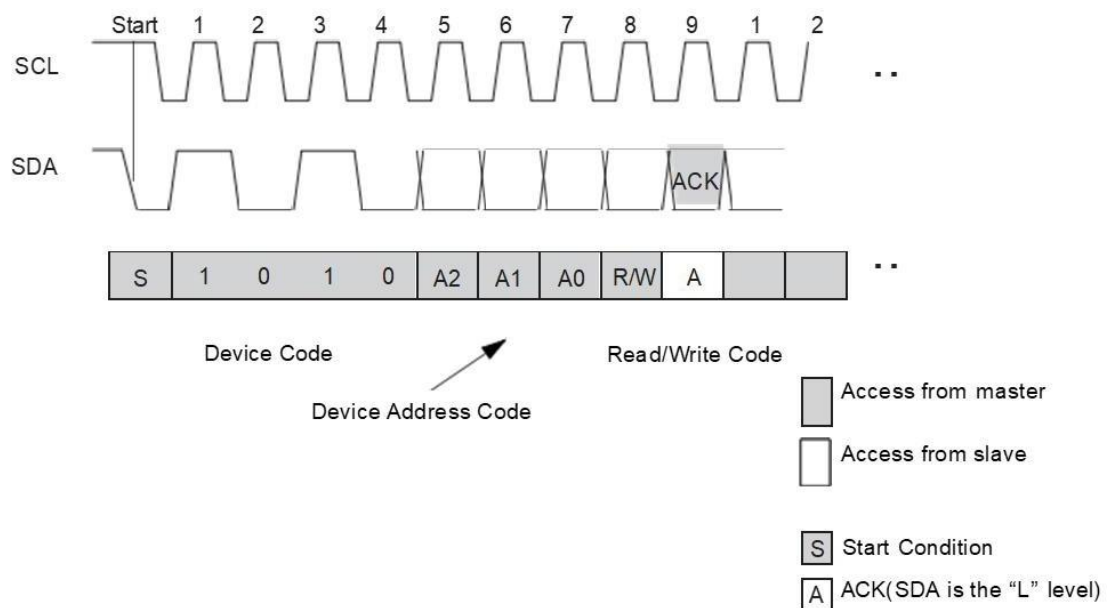 Start 1 2 3 4 5 6 7 8 9 1 2
SCL
. .
SDA
ACK
S 1 0 1 0 A2 A1 A0 R/W A
. .
Device Code
Read/Write Code
Device Address Code
Access from master
Access from slave
S Start Condition
A ACK(SDA is the “L” level)